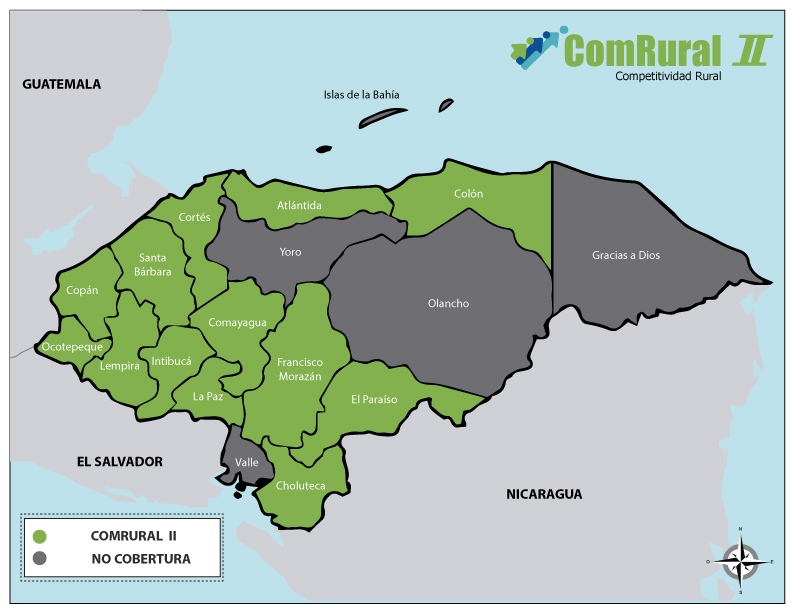 ComRural II
Competitividad Rural
GUATEMALA
Islas de la Bahía
Cortés
Atlántida
Colón
Santa
Bárbara
Yoro
Gracias a Dios
Copán
Olancho
Comayagua
Ocotepeque
Lempira
Intibucá
Francisco
Morazán
La Paz
El Paraíso
EL SALVADOR
Valle
Choluteca
NICARAGUA
COMRURAL II
NO COBERTURA
N
O
E
S